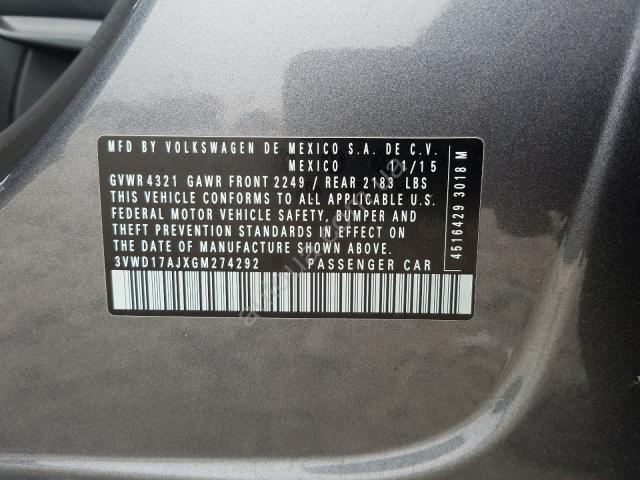 MFD BY VOLKSWAGEN DE MEXICO S.A. DE C.V.
MEXICO 11/15
GVWR 4321 GAWR FRONT 2249 / REAR 2183 LBS
THIS VEHICLE CONFORMS TO ALL APPLICABLE U.S.
FEDERAL MOTOR VEHICLE SAFETY, BUMPER AND
THEFT PREVENTION STANDARDS IN EFFECT ON
THE DATE OF MANUFACTURE SHOWN ABOVE.
3VWD17AJXGM274292 PASSENGER CAR
4516429 3018 M